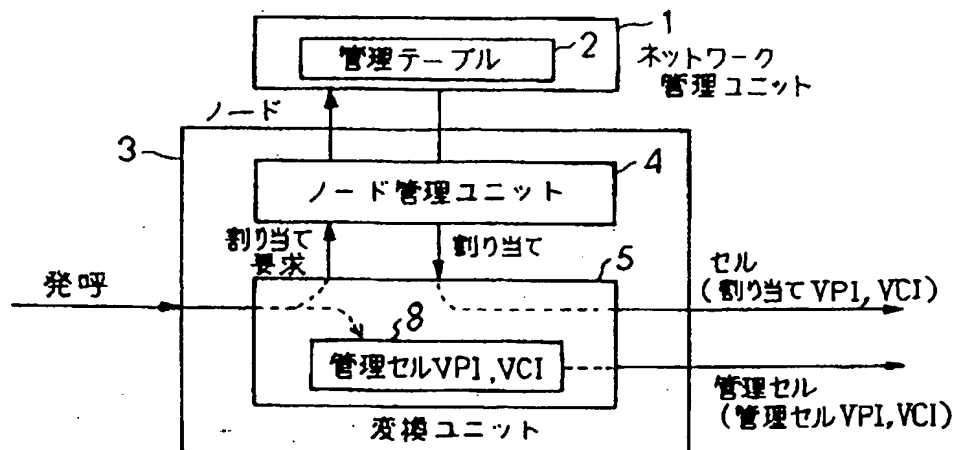 1
管理テーブル
2
ネットワーク
管理ユニット
ノード
3
4
ノード管理ユニット
割り当て
要求
割り当て
5
セル
(割り当てVPI,VCI)
発呼
8
管理セルVPI,VCI
管理セル
(管理セルVPI,VCI)
変換ユニット